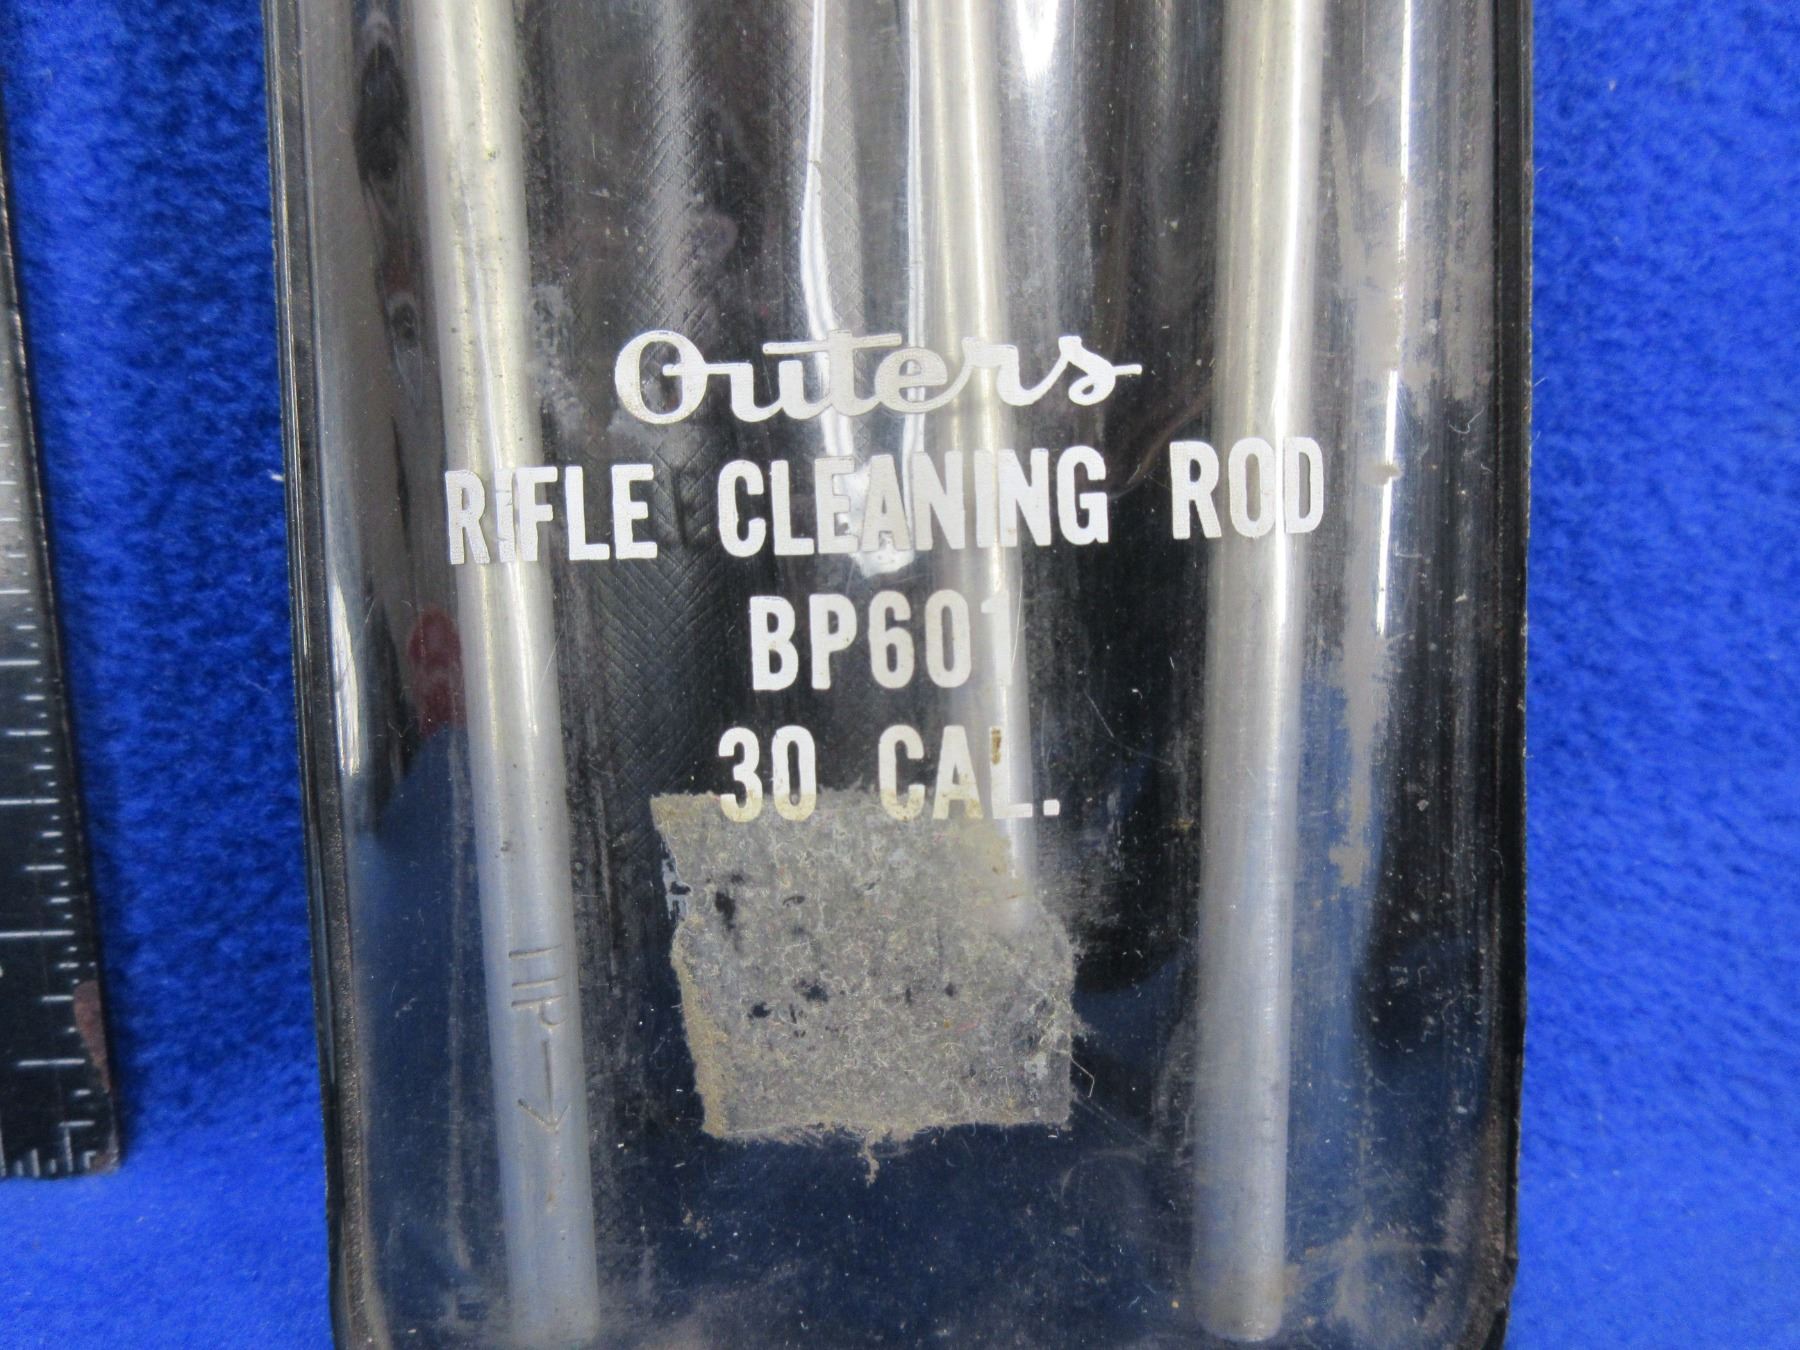 Outers
RIFLE CLEANING ROD
BP601
30 CAL.